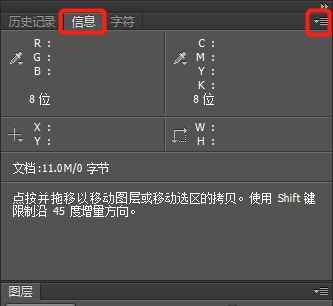 历史记录 信息 字符
R : C :
G : M :
B : Y :
K :
8 位 8 位
X : W :
Y : H :
文档:11.0M/0 字节
点按并拖移以移动图层或移动选区的拷贝。使用 Shift 键
限制沿 45 度增量方向。
图层